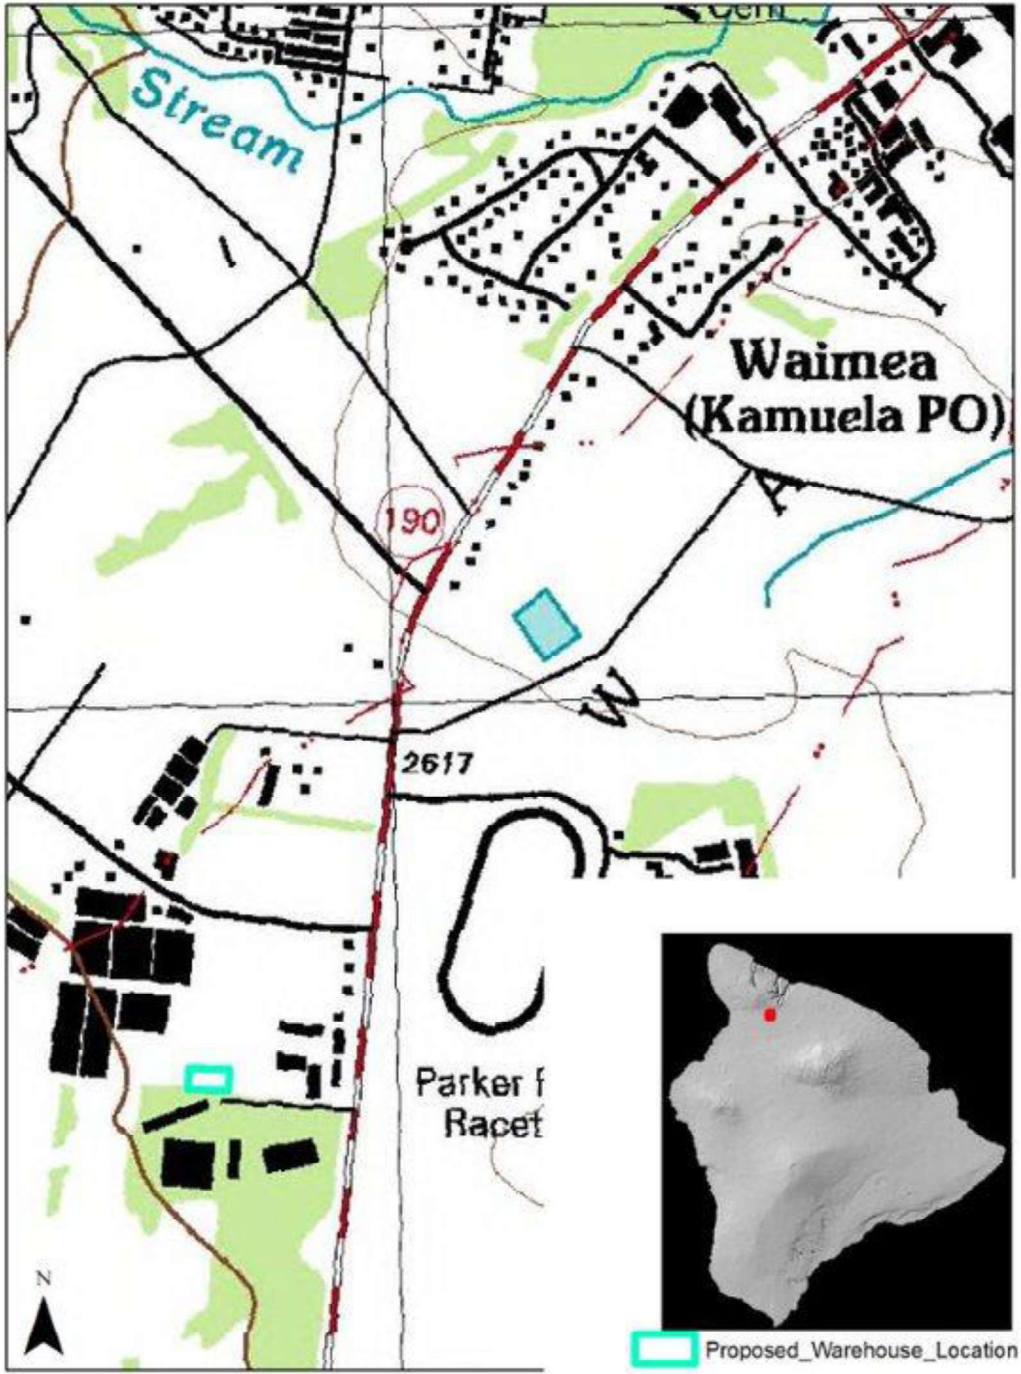 Cem
Stream
Waimea
(Kamuela PO)
A
190
W
2617
Parker
Racet
N
Proposed_Warehouse_Location